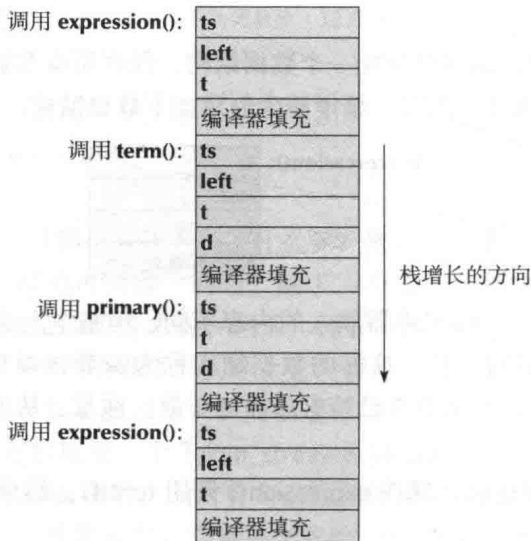 调用 expression(): ts
left
t
编译器填充
调用 term(): ts
left
t
d
编译器填充
栈增长的方向
调用 primary(): ts
t
d
编译器填充
调用 expression(): ts
left
t
编译器填充